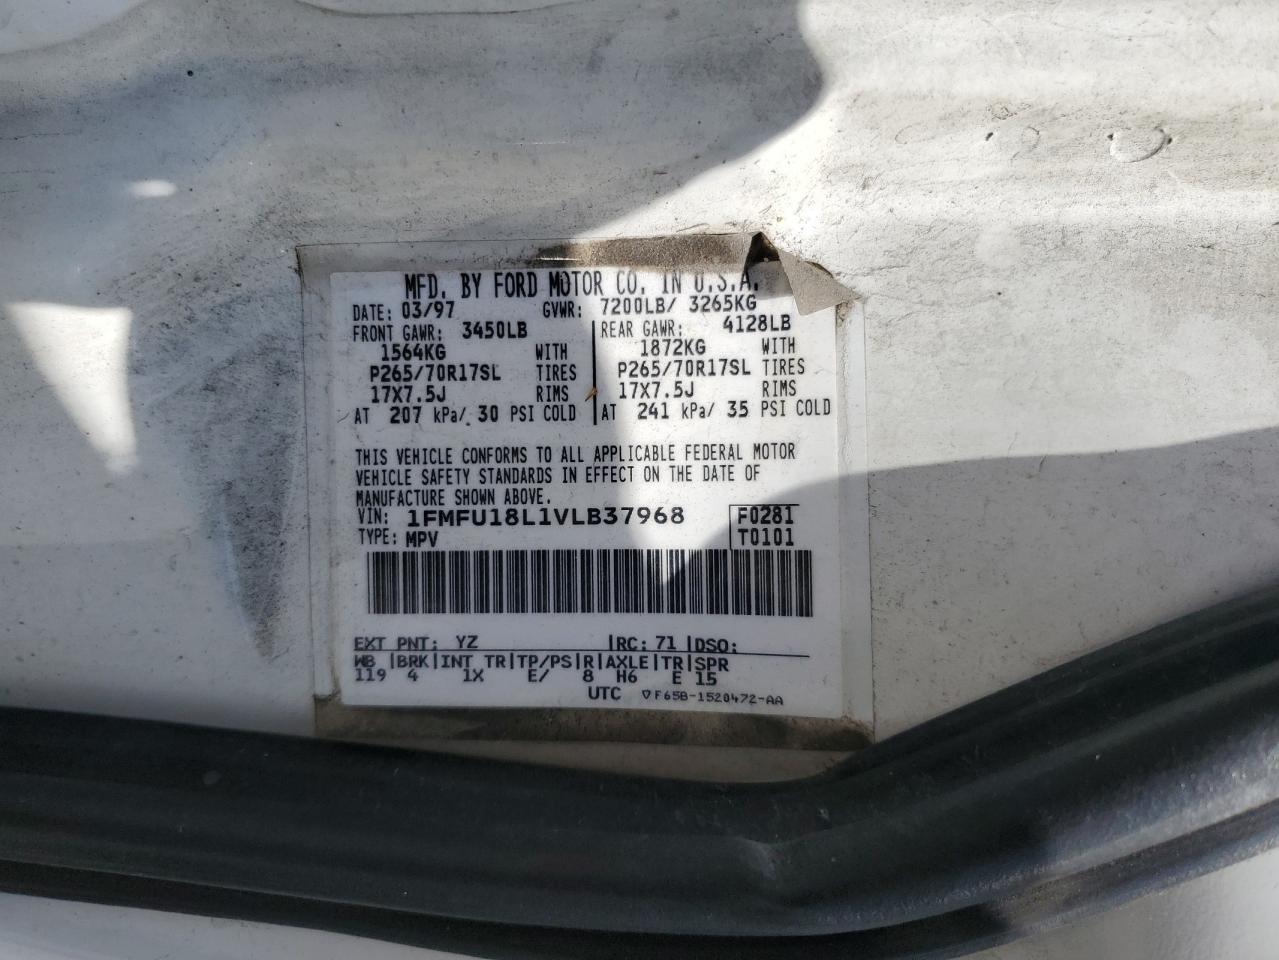 MFD. BY FORD MOTOR CO. IN U.S.A.
DATE: 03/97 GVWR: 7200LB/ 3265KG
FRONT GAWR: 3450LB REAR GAWR: 4128LB
1564KG WITH 1872KG WITH
P265/70R17SL TIRES P265/70R17SL TIRES
17X7.5J RIMS 17X7.5J RIMS
AT 207 kPa/ 30 PSI COLD AT 241 kPa/ 35 PSI COLD
THIS VEHICLE CONFORMS TO ALL APPLICABLE FEDERAL MOTOR
VEHICLE SAFETY STANDARDS IN EFFECT ON THE DATE OF
MANUFACTURE SHOWN ABOVE.
VIN: 1FMFU18L1VLB37968 F0281
TYPE: MPV T0101
EXT PNT: YZ |RC: 71 |DSO:
WB |BRK|INT TR|TP/PS|R|AXLE|TR|SPR
119 4 1X E/ 8 H6 E 15
UTC ▽F65B-1520472-AA